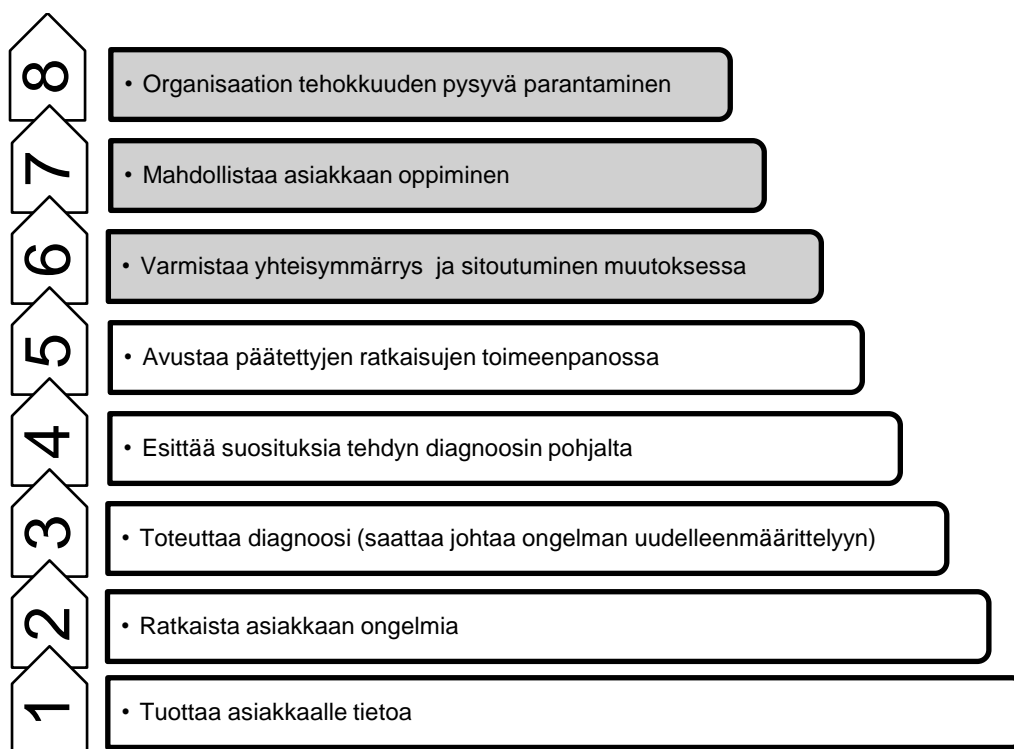 8
• Organisaation tehokkuuden pysyvä parantaminen
7
• Mahdollistaa asiakkaan oppiminen
6
• Varmistaa yhteisymmärrys ja sitoutuminen muutoksessa
5
• Avustaa päätettyjen ratkaisujen toimeenpanossa
4
• Esittää suosituksia tehdyn diagnoosin pohjalta
3
• Toteuttaa diagnoosi (saattaa johtaa ongelman uudelleenmäärittelyyn)
2
• Ratkaista asiakkaan ongelmia
1
• Tuottaa asiakkaalle tietoa